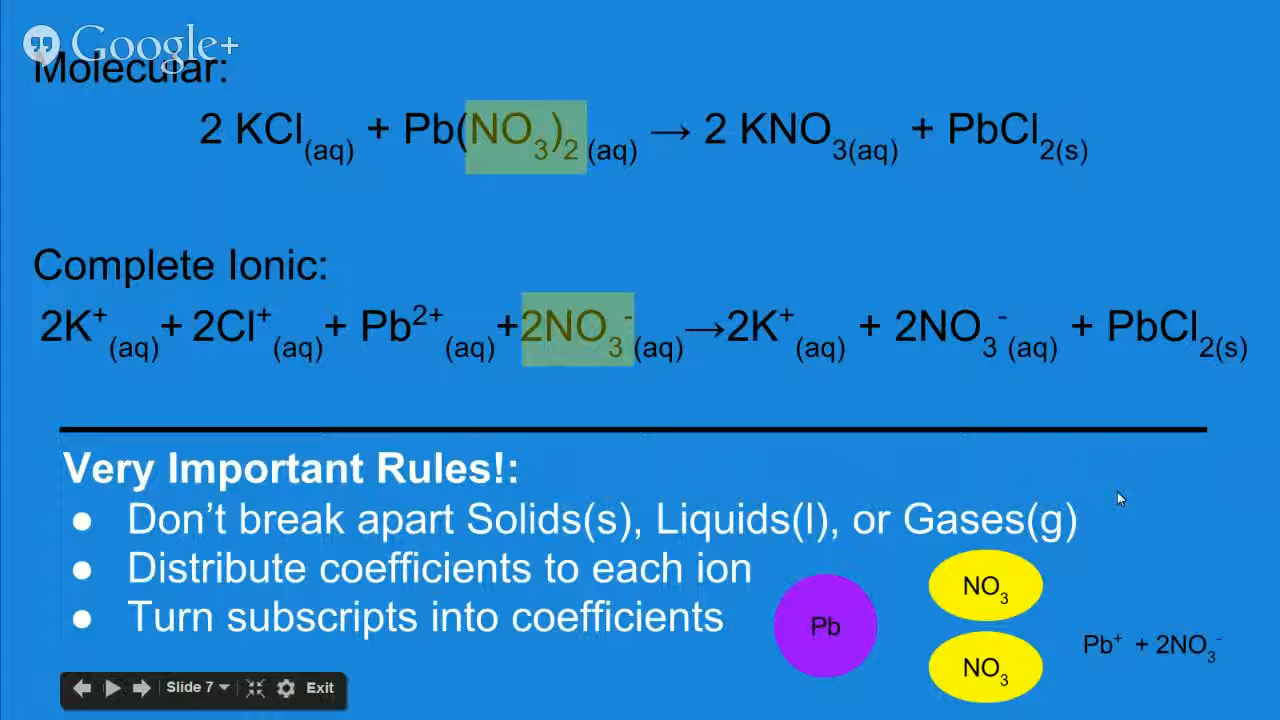 Google+
Molecular:
2 KCl(aq) + Pb(NO3)2 (aq) → 2 KNO3(aq) + PbCl2(s)
Complete Ionic:
2K+(aq) + 2Cl+(aq) + Pb2+(aq) +2NO3-(aq) →2K+(aq) + 2NO3-(aq) + PbCl2(s)
Very Important Rules!:
● Don't break apart Solids(s), Liquids(l), or Gases(g)
● Distribute coefficients to each ion
● Turn subscripts into coefficients
Pb
NO3
NO3
Pb+ + 2NO3-
Slide 7
Exit